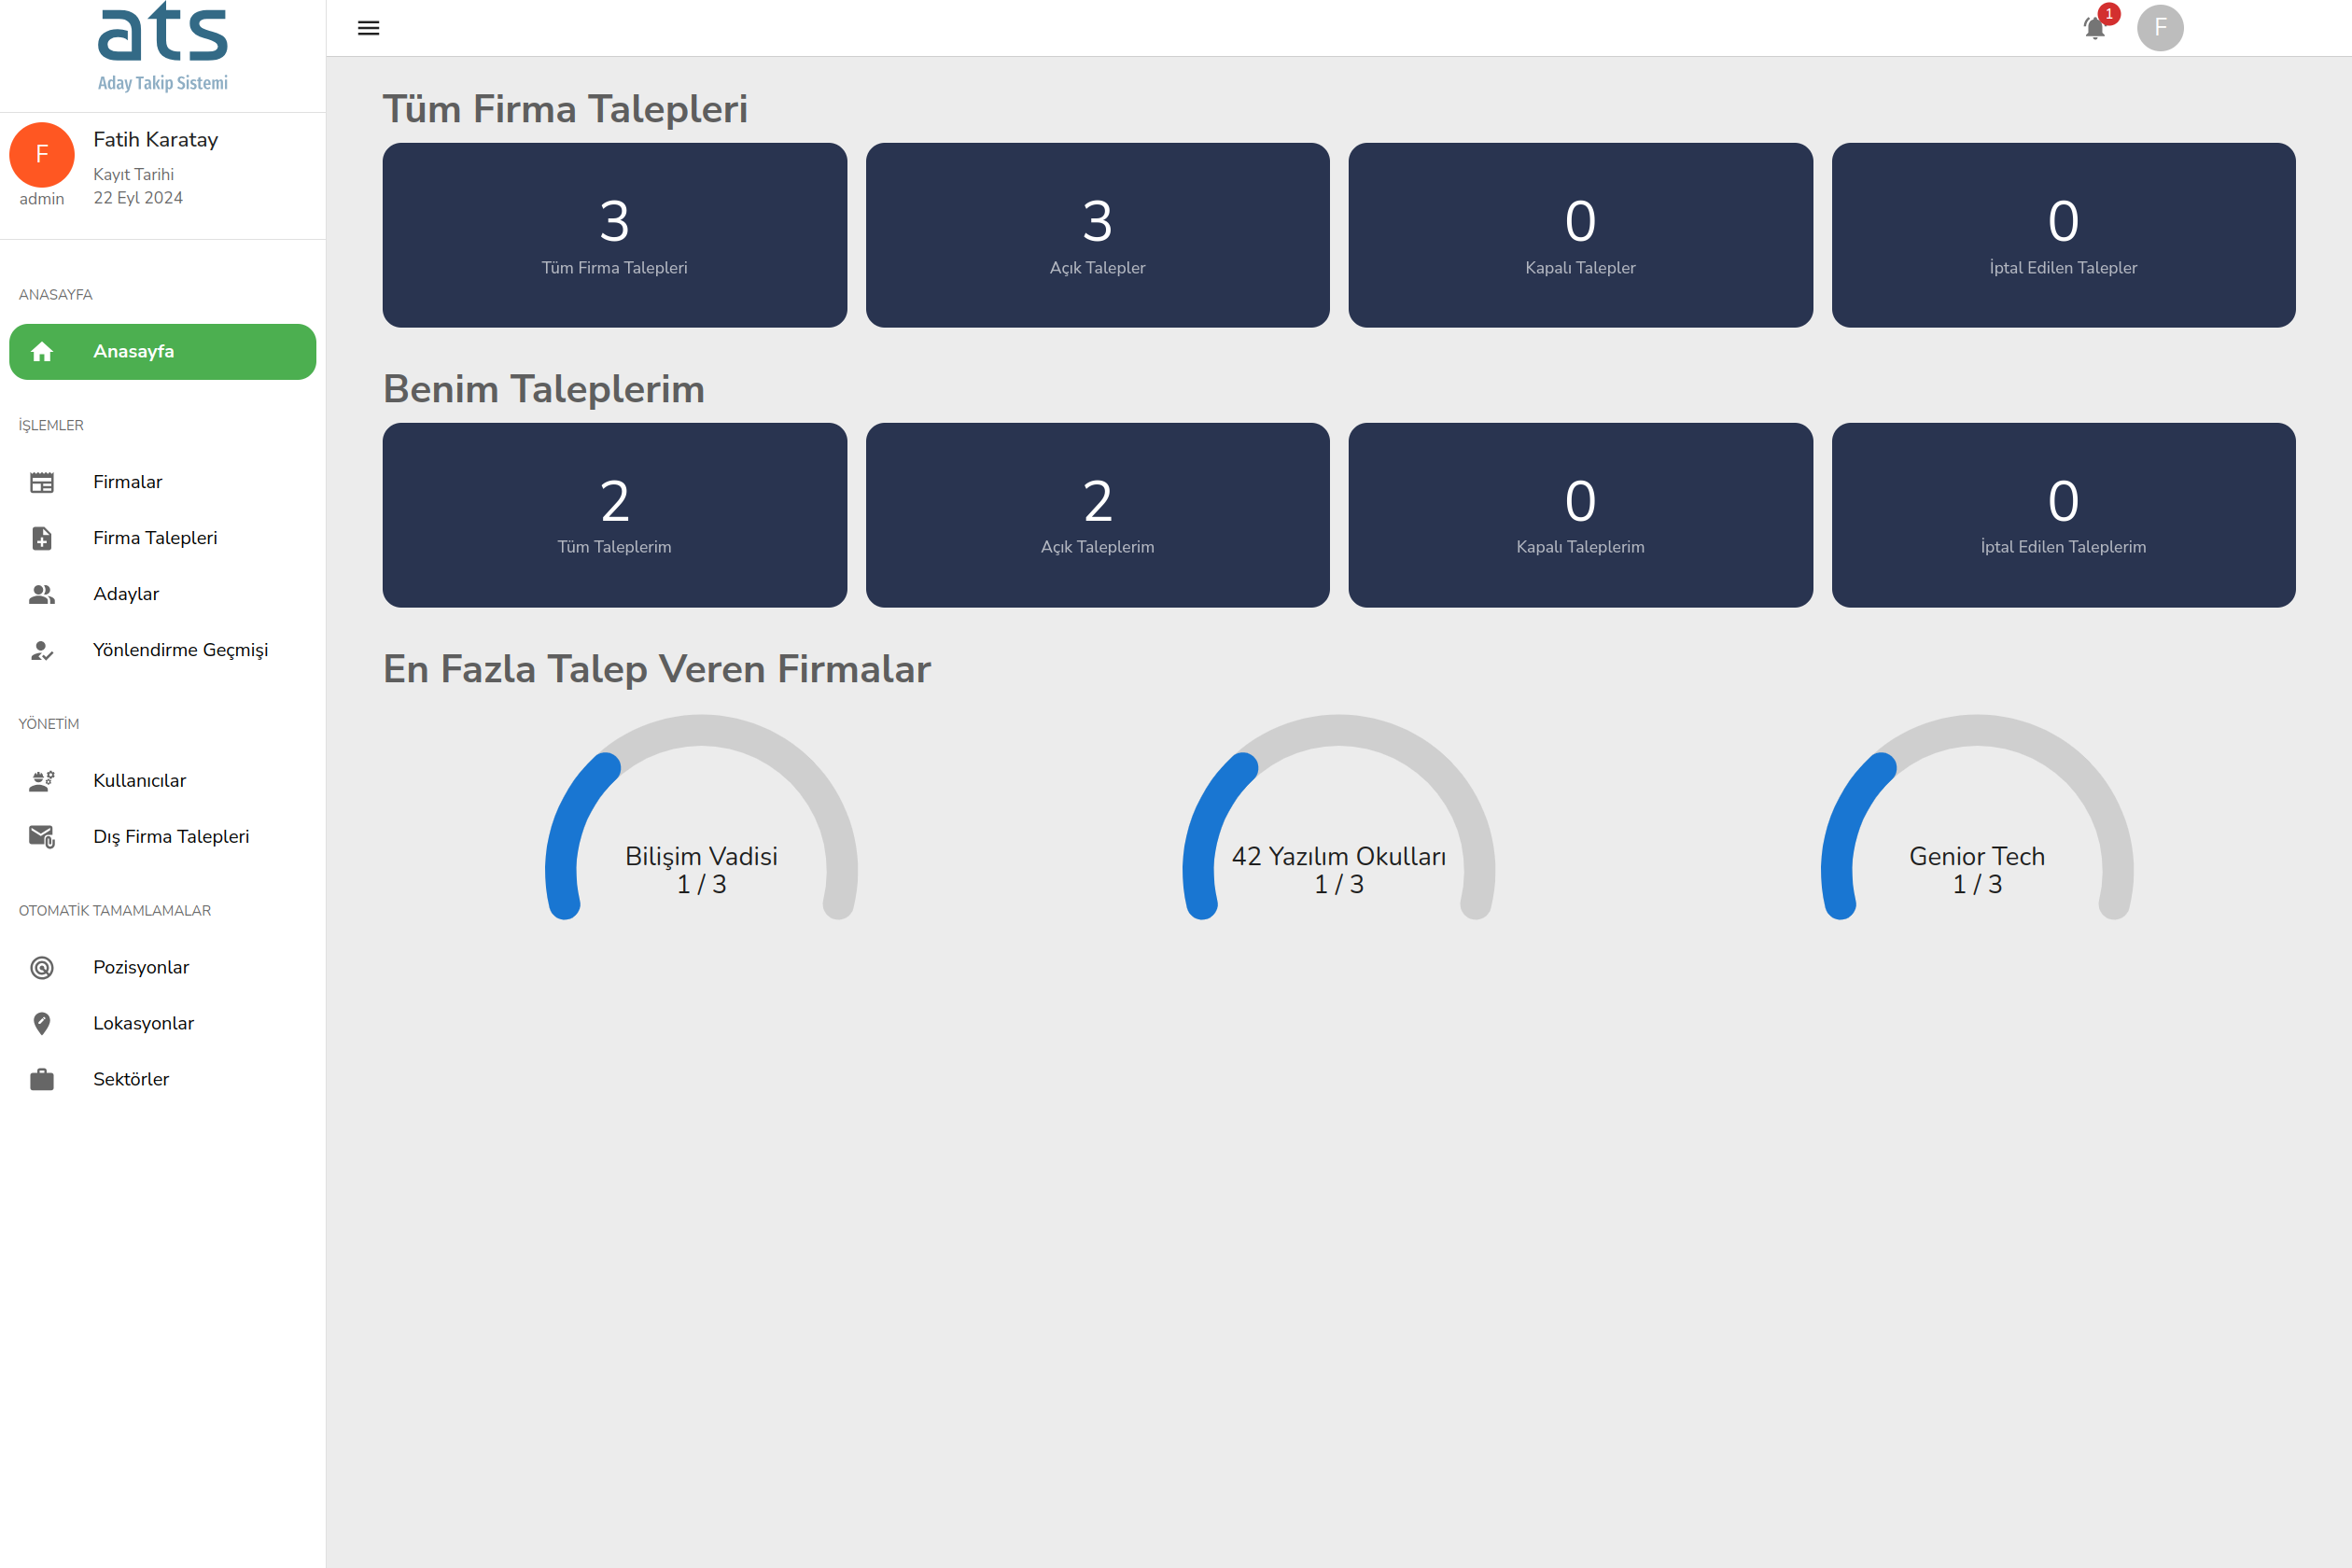 ats
Aday Takip Sistemi
F
Fatih Karatay
Kayıt Tarihi
admin
22 Eyl 2024
ANASAYFA
Anasayfa
İŞLEMLER
Firmalar
Firma Talepleri
Adaylar
Yönlendirme Geçmişi
YÖNETİM
Kullanıcılar
Dış Firma Talepleri
OTOMATİK TAMAMLAMALAR
Pozisyonlar
Lokasyonlar
Sektörler
1
F
Tüm Firma Talepleri
3
Tüm Firma Talepleri
3
Açık Talepler
0
Kapalı Talepler
0
İptal Edilen Talepler
Benim Taleplerim
2
Tüm Taleplerim
2
Açık Taleplerim
0
Kapalı Taleplerim
0
İptal Edilen Taleplerim
En Fazla Talep Veren Firmalar
Bilişim Vadisi
1 / 3
42 Yazılım Okulları
1 / 3
Genior Tech
1 / 3